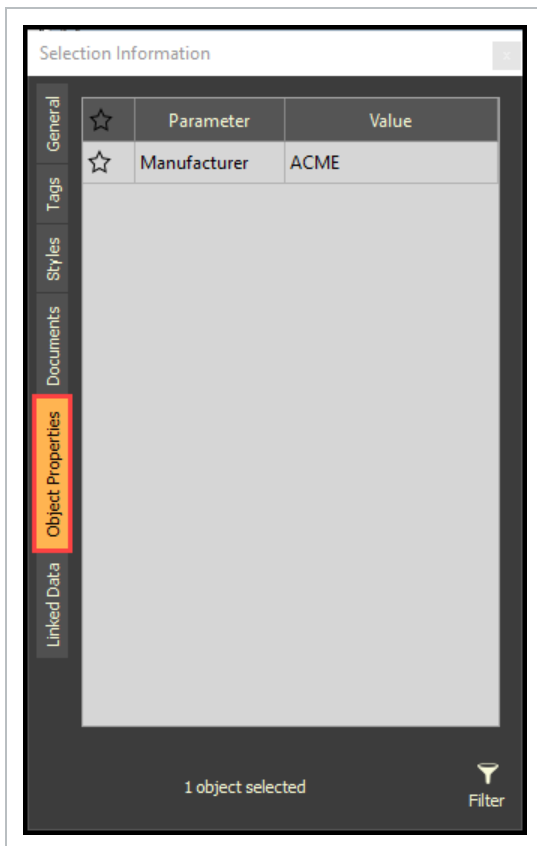 Selection Information
x
General
Tags
Styles
Documents
Object Properties
Linked Data
Parameter Value
Manufacturer ACME
1 object selected
Filter